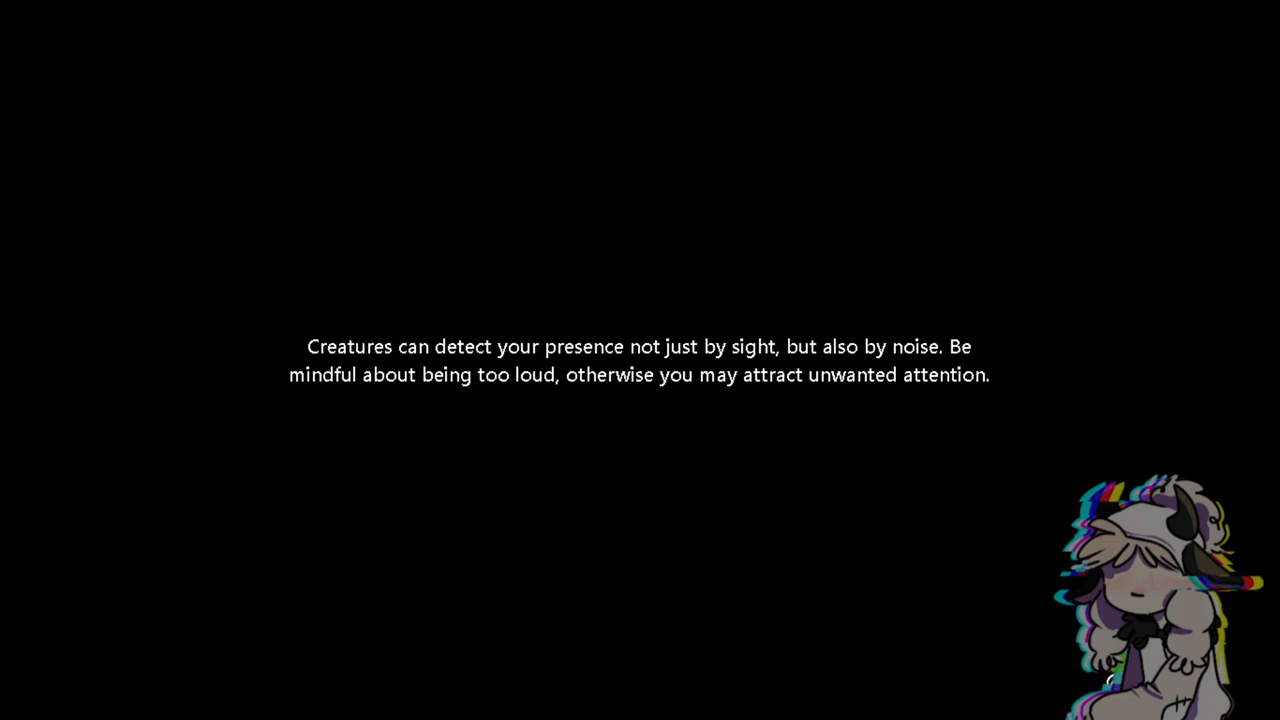 Creatures can detect your presence not just by sight, but also by noise. Be
mindful about being too loud, otherwise you may attract unwanted attention.